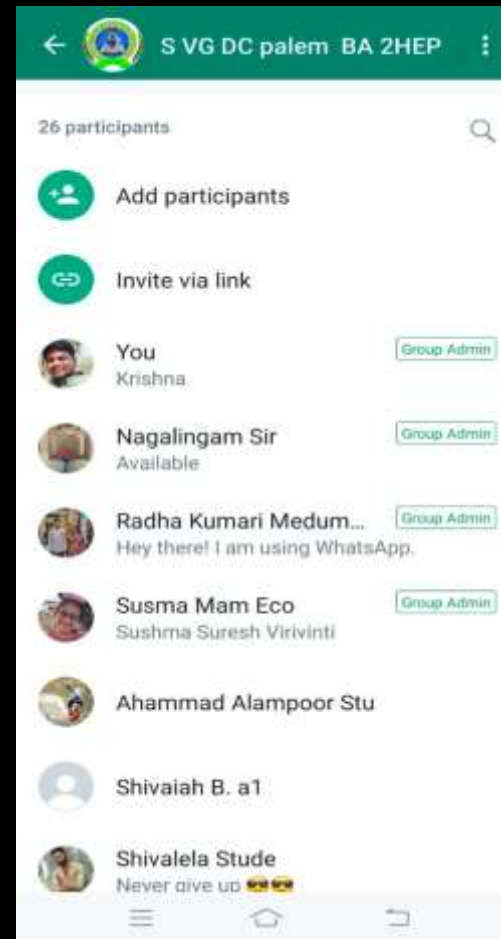 S VG DC palem BA 2HEP
26 participants
Add participants
Invite via link
You
Group Admin
Krishna
Nagalingam Sir
Group Admin
Available
Radha Kumari Medum...
Group Admin
Hey there! I am using WhatsApp.
Susma Mam Eco
Group Admin
Sushma Suresh Virivinti
Ahammad Alampoor Stu
Shivaiah B. a1
Shivalela Stude
Never give up 😎😎